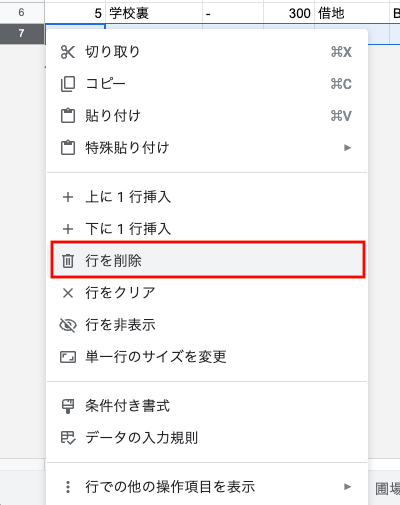 6 5 学校裏 - 300 借地 B
7
切り取り ⌘X
コピー ⌘C
貼り付け ⌘V
特殊貼り付け
上に 1 行挿入
下に 1 行挿入
行を削除
行をクリア
行を非表示
単一行のサイズを変更
条件付き書式
データの入力規則
行での他の操作項目を表示
圃場